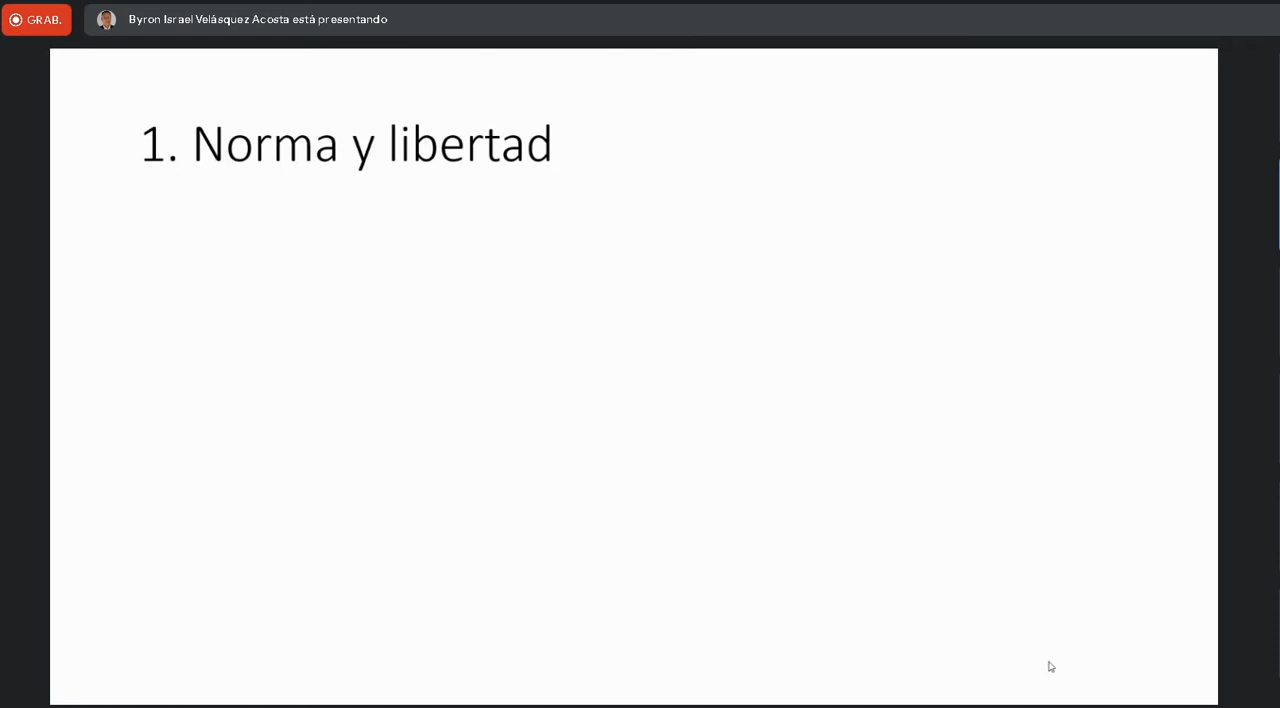 GRAB.
Byron Israel Velásquez Acosta está presentando
1. Norma y libertad